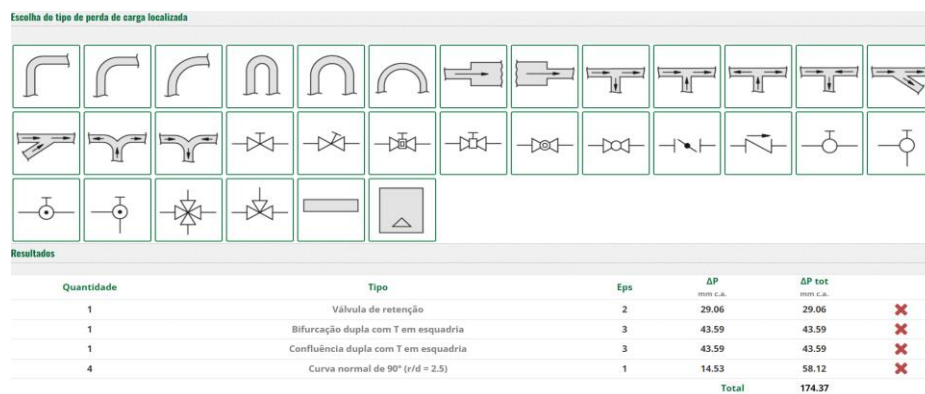 Escolha do tipo de perda de carga localizada
Resultados
Quantidade Tipo Eps ΔP ΔP tot
mm c.a. mm c.a.
1 Válvula de retenção 2 29.06 29.06
1 Bifurcação dupla com T em esquadria 3 43.59 43.59
1 Confluência dupla com T em esquadria 3 43.59 43.59
4 Curva normal de 90° (r/d = 2.5) 1 14.53 58.12
Total 174.37